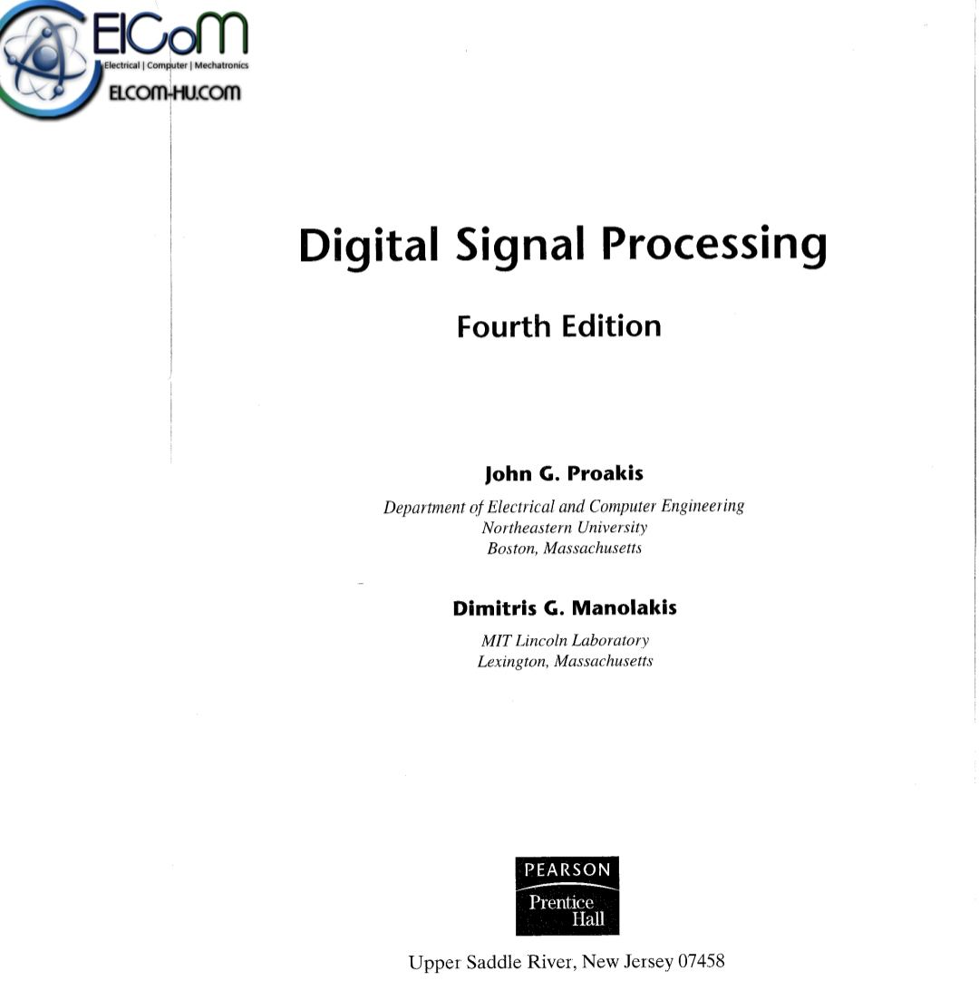 ElCoM
Electrical | Computer | Mechatronics
ELCOM-HU.COM
Digital Signal Processing
Fourth Edition
John G. Proakis
Department of Electrical and Computer Engineering
Northeastern University
Boston, Massachusetts
Dimitris G. Manolakis
MIT Lincoln Laboratory
Lexington, Massachusetts
PEARSON
Prentice
Hall
Upper Saddle River, New Jersey 07458